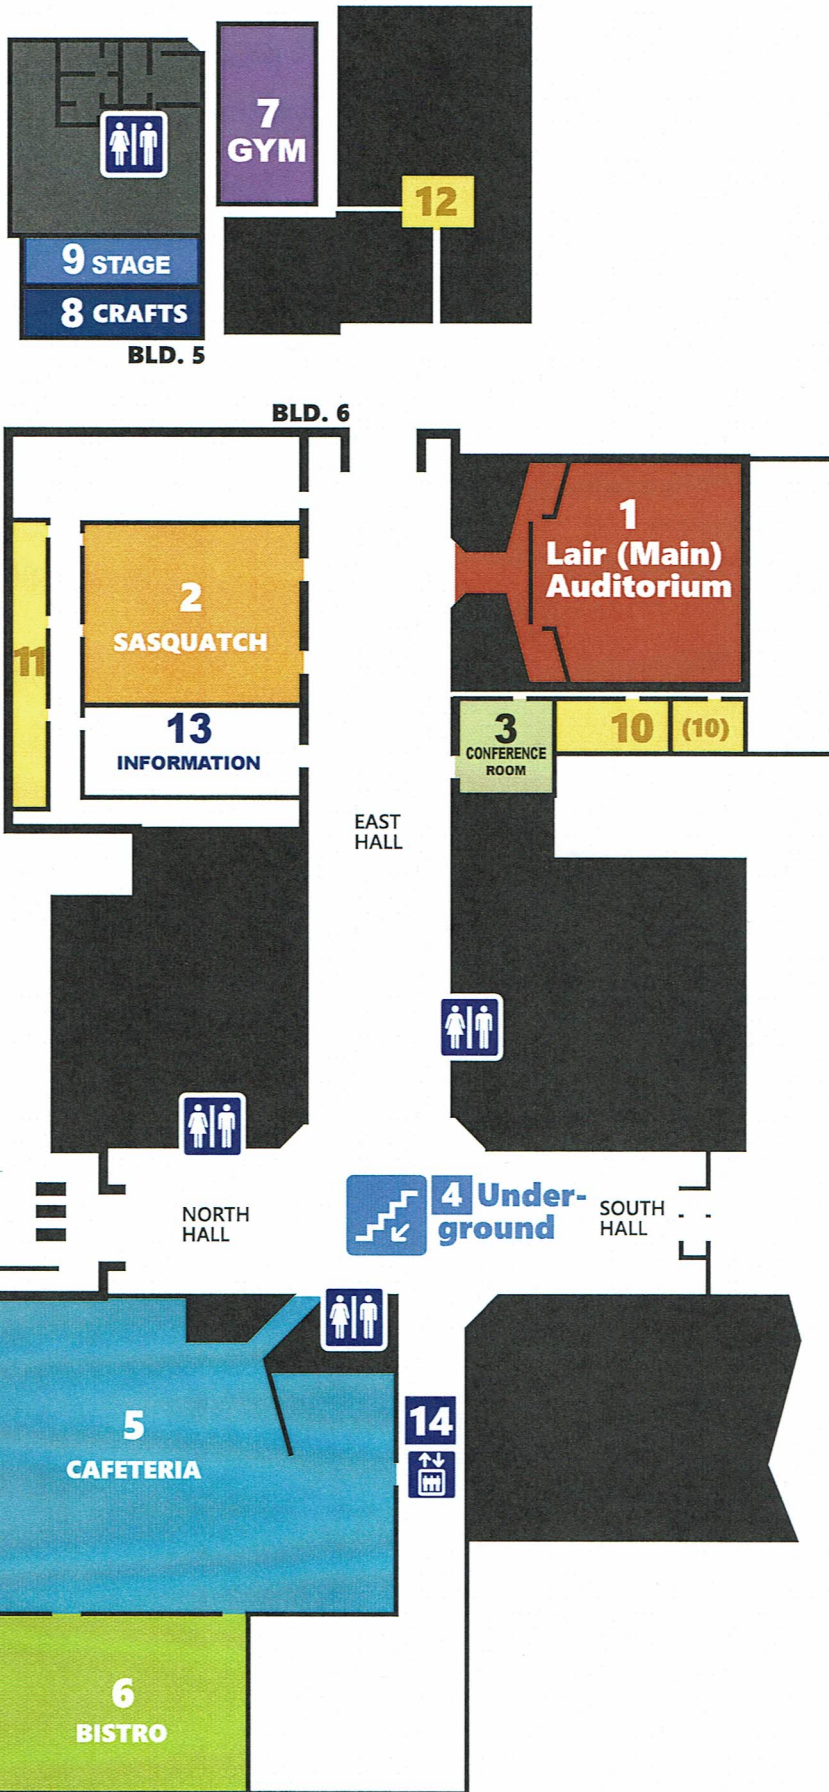 7
GYM
12
9 STAGE
8 CRAFTS
BLD. 5
BLD. 6
1
Lair (Main)
Auditorium
2
SASQUATCH
11
13
INFORMATION
3
CONFERENCE
ROOM
10
(10)
EAST
HALL
4 Under-
ground
NORTH
HALL
SOUTH
HALL
14
5
CAFETERIA
6
BISTRO